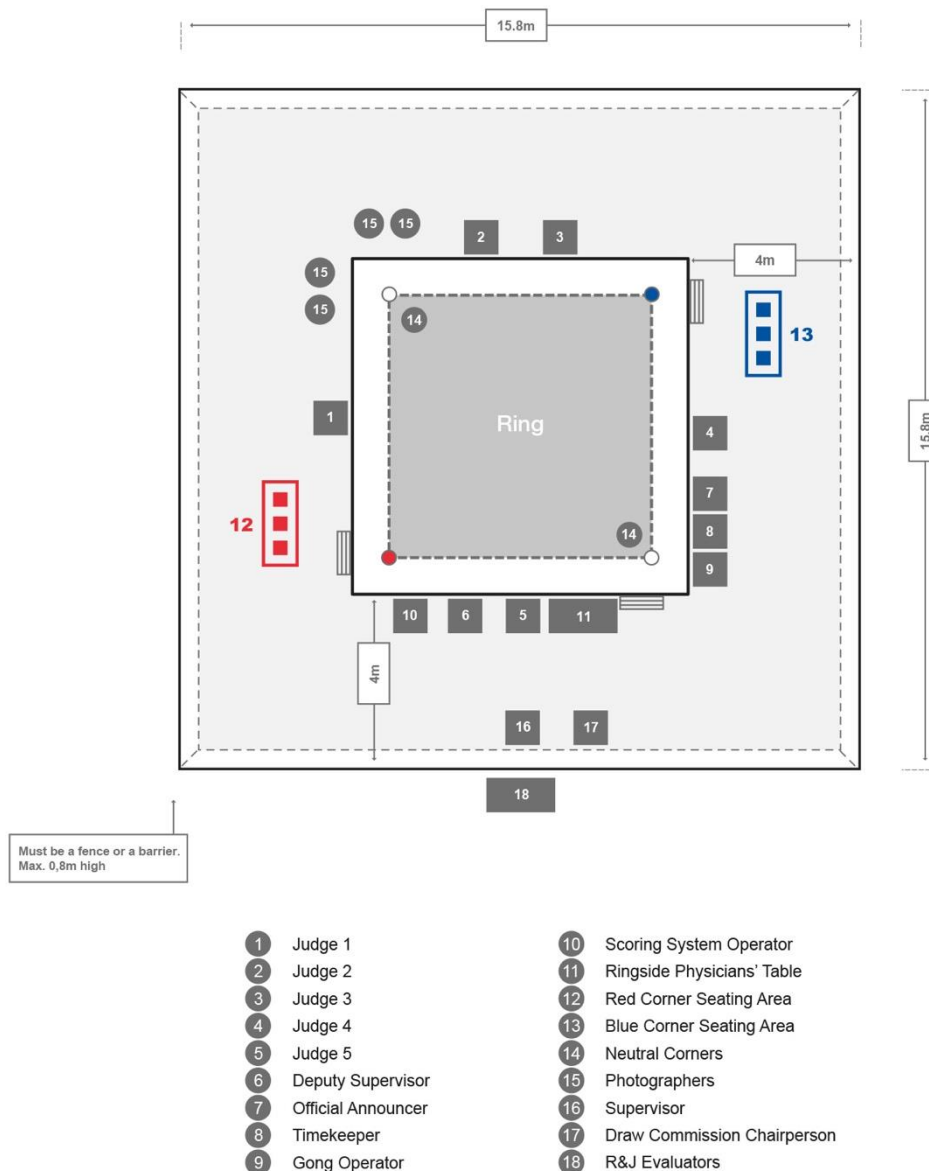 15.8m
15
15
2
3
15
4m
15
14
13
Ring
1
4
15.8m
7
12
8
14
9
10
6
5
11
4m
16
17
18
Must be a fence or a barrier.
Max. 0,8m high
1 Judge 1
2 Judge 2
3 Judge 3
4 Judge 4
5 Judge 5
6 Deputy Supervisor
7 Official Announcer
8 Timekeeper
9 Gong Operator
10 Scoring System Operator
11 Ringside Physicians' Table
12 Red Corner Seating Area
13 Blue Corner Seating Area
14 Neutral Corners
15 Photographers
16 Supervisor
17 Draw Commission Chairperson
18 R&J Evaluators